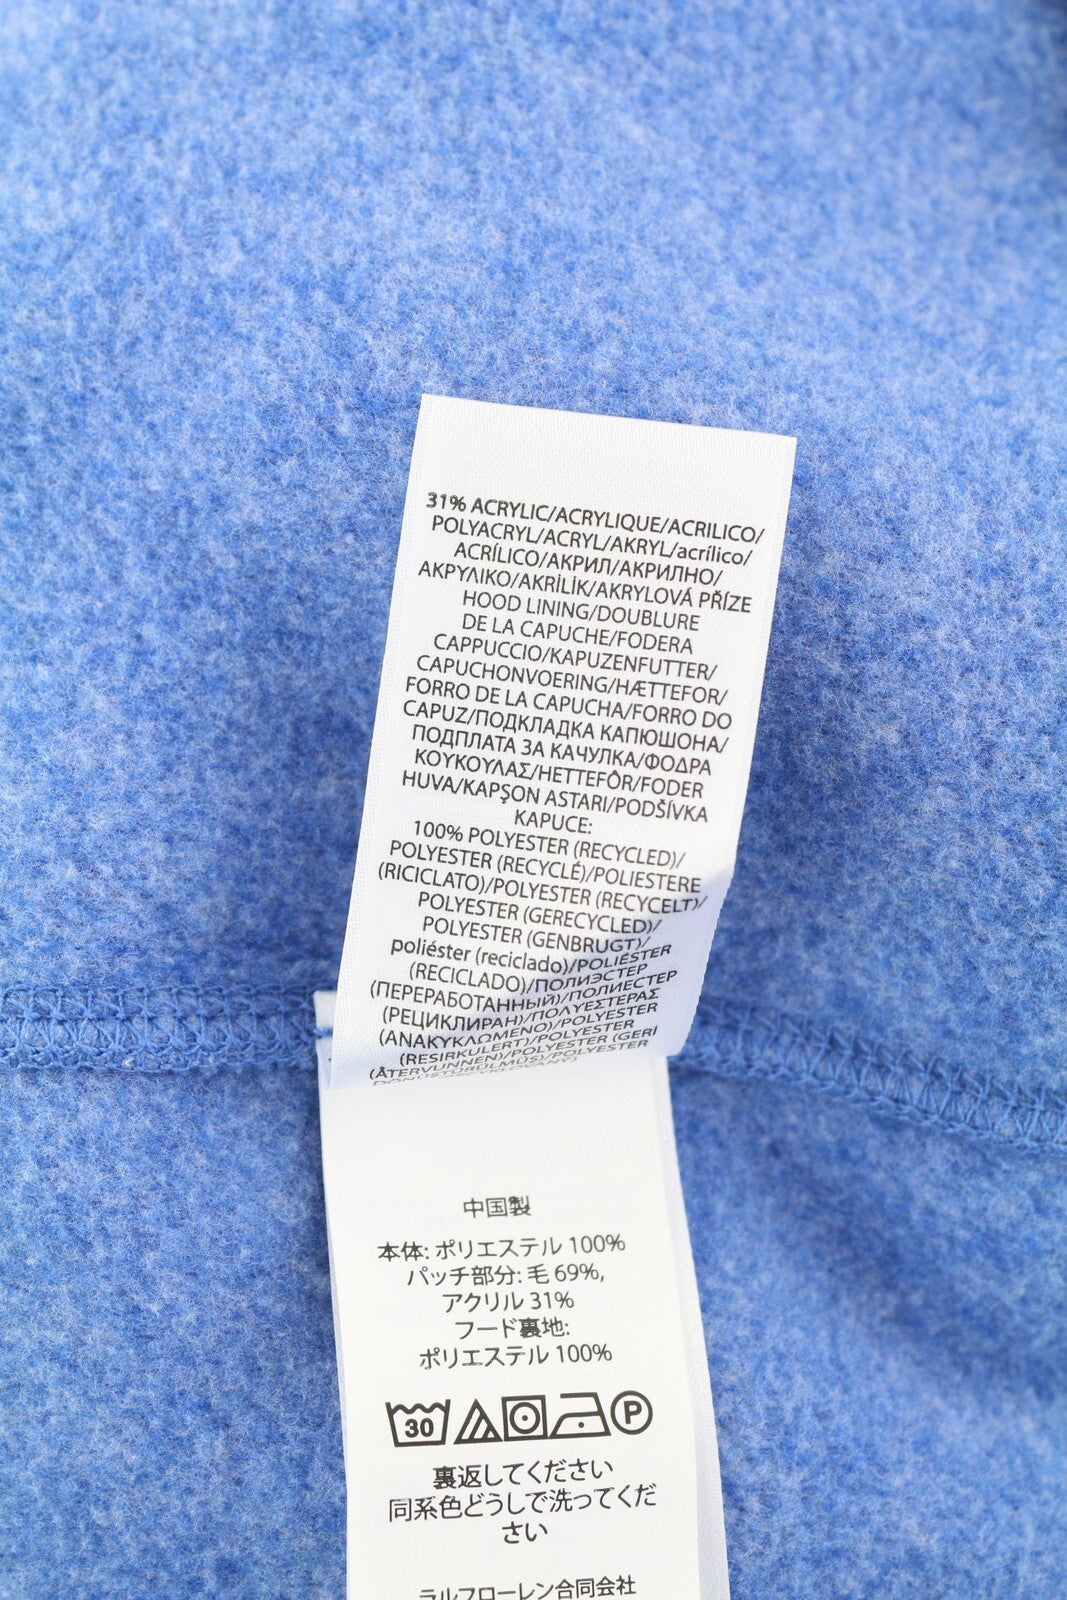 31% ACRYLIC/ACRYLIQUE/ACRILICO/
POLYACRYL/ACRYL/AKRYL/acrílico/
ACRÍLICO/АКРИЛ/АКРИЛНО/
ΑΚΡΥΛΙΚΟ/AKRİLİK/AKRYLOVÁ PŘÍZE
HOOD LINING/DOUBLURE
DE LA CAPUCHE/FODERA
CAPPUCCIO/KAPUZENFUTTER/
CAPUCHONVOERING/HÆTTEFOR/
FORRO DE LA CAPUCHA/FORRO DO
CAPUZ/ПОДКЛАДКА КАПЮШОНА/
ПОДПЛАТА ЗА КАЧУЛКА/ΦΟΔΡΑ
ΚΟΥΚΟΥΛΑΣ/HETTEFÔR/FODER
HUVA/KAPŞON ASTARI/PODŠÍVKA
KAPUCE:
100% POLYESTER (RECYCLED)/
POLYESTER (RECYCLÉ)/POLIESTERE
(RICICLATO)/POLYESTER (RECYCELT)/
POLYESTER (GERECYCLED)/
POLYESTER (GENBRUGT)/
poliéster (reciclado)/POLIÉSTER
(RECICLADO)/ПОЛИЭСТЕР
(ПЕРЕРАБОТАННЫЙ)/ПОЛИЕСТЕР
(РЕЦИКЛИРАН)/ΠΟΛΥΕΣΤΕΡΑΣ
(ΑΝΑΚΥΚΛΩΜΕΝΟ)/POLYESTER
(RESIRKULERT)/POLYESTER
(ÅTERVUNNEN)/POLYESTER (GERI
DÖNÜŞTÜRÜLMÜŞ)/POLYESTER
中国製
本体: ポリエステル 100%
パッチ部分: 毛 69%,
アクリル 31%
フード裏地:
ポリエステル 100%
30 P
裏返してください
同系色どうしで洗ってくだ
さい
ラルフローレン合同会社